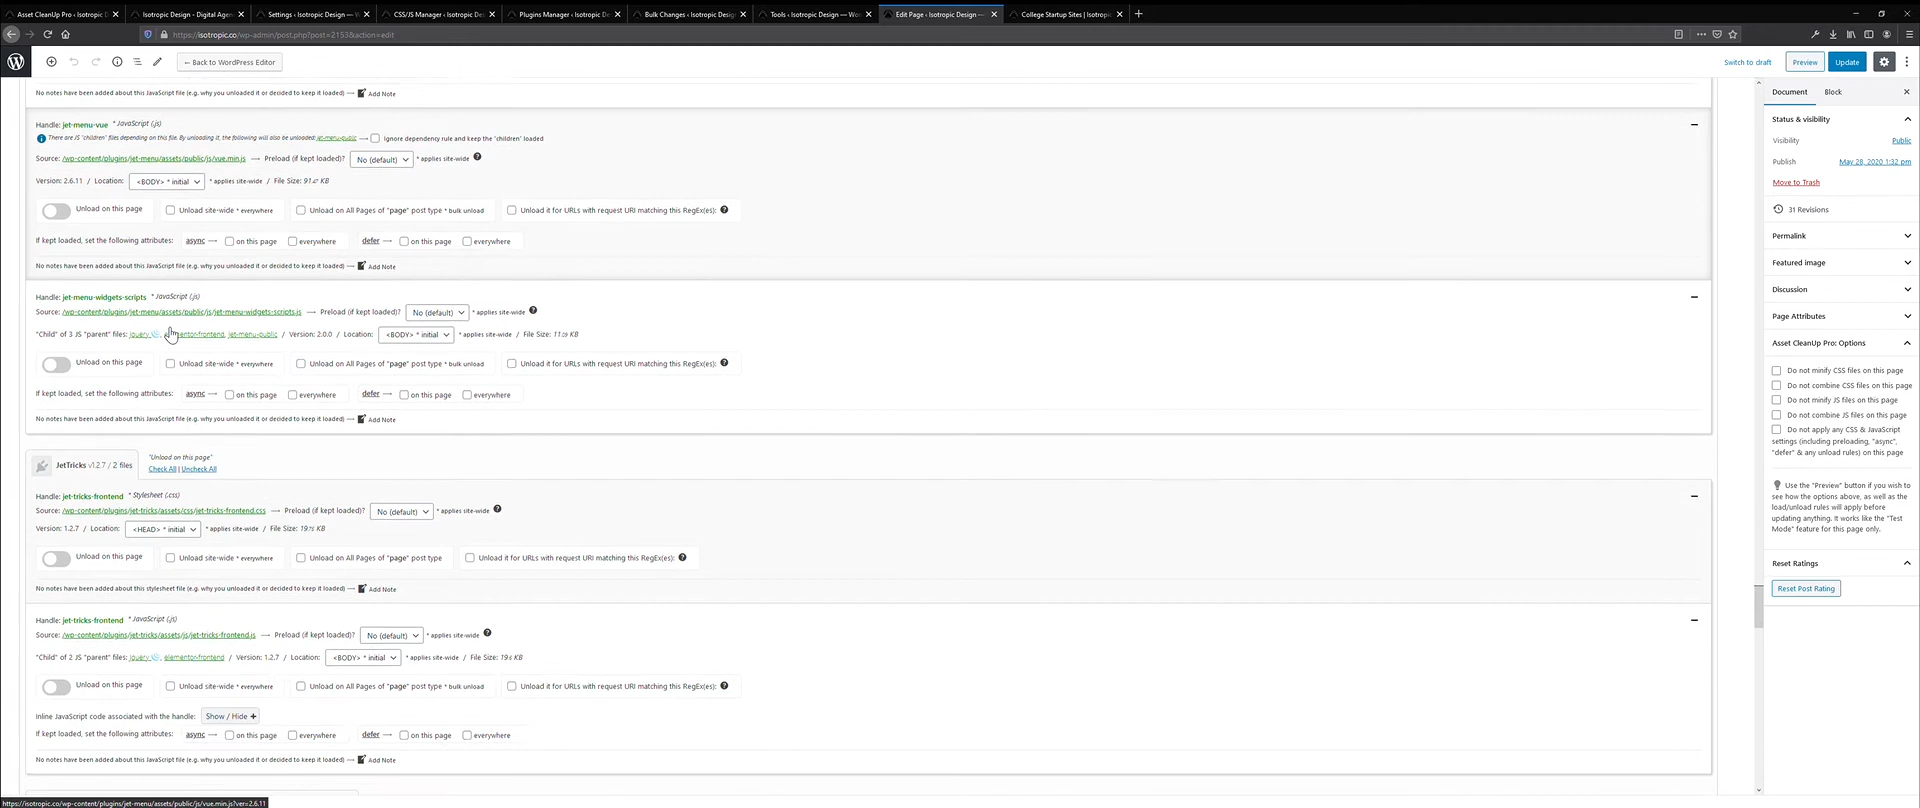 Asset CleanUp Pro: ‹ Isotropic D
Isotropic Design - Digital Agen
Settings ‹ Isotropic Design — W
CSS/JS Manager ‹ Isotropic Des
Plugins Manager ‹ Isotropic Des
Bulk Changes ‹ Isotropic Design
Tools ‹ Isotropic Design — Wo
Edit Page ‹ Isotropic Design —
College Startup Sites | Isotropic
https://isotropic.co/wp-admin/post.php?post=2153&action=edit
← Back to WordPress Editor
Switch to draft
Preview
Update
No notes have been added about this JavaScript file (e.g. why you unloaded it or decided to keep it loaded) → Add Note
Handle: jet-menu-vue * JavaScript (.js)
There are JS "children" files depending on this file. By unloading it, the following will also be unloaded: jet-menu-public → Ignore dependency rule and keep the "children" loaded
Source: /wp-content/plugins/jet-menu/assets/public/js/vue.min.js → Preload (if kept loaded)? No (default) * applies site-wide ?
Version: 2.6.11 / Location: <BODY> * initial * applies site-wide / File Size: 91.47 KB
Unload on this page Unload site-wide * everywhere Unload on All Pages of "page" post type * bulk unload Unload it for URLs with request URI matching this RegEx(es): ?
If kept loaded, set the following attributes: async → on this page everywhere defer → on this page everywhere
No notes have been added about this JavaScript file (e.g. why you unloaded it or decided to keep it loaded) → Add Note
Handle: jet-menu-widgets-scripts * JavaScript (.js)
Source: /wp-content/plugins/jet-menu/assets/public/js/jet-menu-widgets-scripts.js → Preload (if kept loaded)? No (default) * applies site-wide ?
"Child" of 3 JS "parent" files: jquery , ementor-frontend, jet-menu-public / Version: 2.0.0 / Location: <BODY> * initial * applies site-wide / File Size: 11.09 KB
Unload on this page Unload site-wide * everywhere Unload on All Pages of "page" post type * bulk unload Unload it for URLs with request URI matching this RegEx(es): ?
If kept loaded, set the following attributes: async → on this page everywhere defer → on this page everywhere
No notes have been added about this JavaScript file (e.g. why you unloaded it or decided to keep it loaded) → Add Note
JetTricks v1.2.7 / 2 files
"Unload on this page"
Check All | Uncheck All
Handle: jet-tricks-frontend * Stylesheet (.css)
Source: /wp-content/plugins/jet-tricks/assets/css/jet-tricks-frontend.css → Preload (if kept loaded)? No (default) * applies site-wide ?
Version: 1.2.7 / Location: <HEAD> * initial * applies site-wide / File Size: 19.75 KB
Unload on this page Unload site-wide * everywhere Unload on All Pages of "page" post type Unload it for URLs with request URI matching this RegEx(es): ?
No notes have been added about this stylesheet file (e.g. why you unloaded it or decided to keep it loaded) → Add Note
Handle: jet-tricks-frontend * JavaScript (.js)
Source: /wp-content/plugins/jet-tricks/assets/js/jet-tricks-frontend.js → Preload (if kept loaded)? No (default) * applies site-wide ?
"Child" of 2 JS "parent" files: jquery , elementor-frontend / Version: 1.2.7 / Location: <BODY> * initial * applies site-wide / File Size: 19.6 KB
Unload on this page Unload site-wide * everywhere Unload on All Pages of "page" post type * bulk unload Unload it for URLs with request URI matching this RegEx(es): ?
Inline JavaScript code associated with the handle: Show / Hide +
If kept loaded, set the following attributes: async → on this page everywhere defer → on this page everywhere
No notes have been added about this JavaScript file (e.g. why you unloaded it or decided to keep it loaded) → Add Note
Document
Block
Status & visibility
Visibility Public
Publish May 28, 2020 1:32 pm
Move to Trash
31 Revisions
Permalink
Featured image
Discussion
Page Attributes
Asset CleanUp Pro: Options
Do not minify CSS files on this page
Do not combine CSS files on this page
Do not minify JS files on this page
Do not combine JS files on this page
Do not apply any CSS & JavaScript
settings (including preloading, "async",
"defer" & any unload rules) on this page
Use the "Preview" button if you wish to
see how the options above, as well as the
load/unload rules will apply before
updating anything. It works like the "Test
Mode" feature for this page only.
Reset Ratings
Reset Post Rating
https://isotropic.co/wp-content/plugins/jet-menu/assets/public/js/vue.min.js?ver=2.6.11